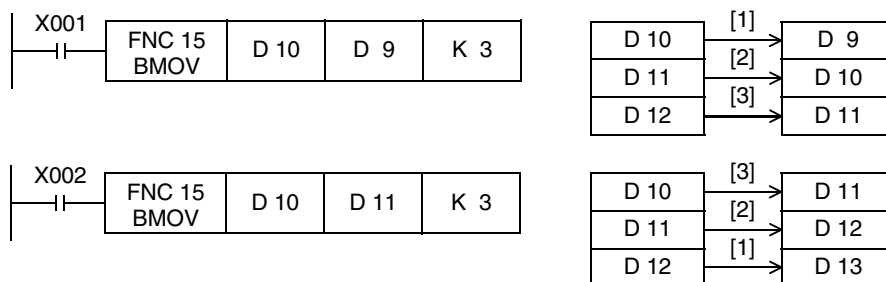 X001
FNC 15
BMOV
D 10
D 9
K 3
[1]
D 10
D 9
[2]
D 11
D 10
[3]
D 12
D 11
X002
FNC 15
BMOV
D 10
D 11
K 3
[3]
D 10
D 11
[2]
D 11
D 12
[1]
D 12
D 13